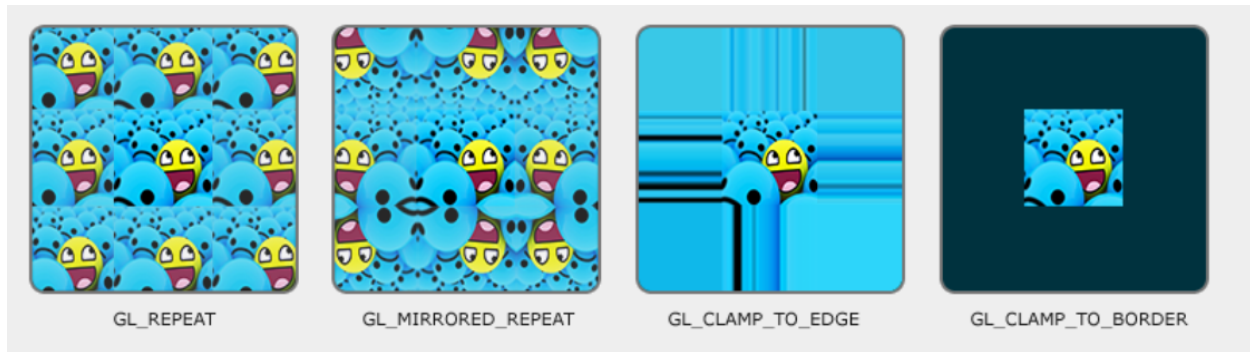 GL_REPEAT
GL_MIRRORED_REPEAT
GL_CLAMP_TO_EDGE
GL_CLAMP_TO_BORDER